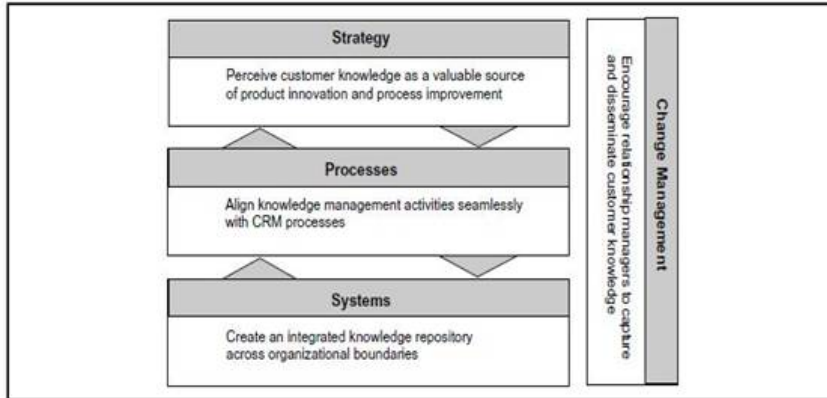 Strategy
Perceive customer knowledge as a valuable source
of product innovation and process improvement
Processes
Align knowledge management activities seamlessly
with CRM processes
Systems
Create an integrated knowledge repository
across organizational boundaries
Change Management
Encourage relationship managers to capture
and disseminate customer knowledge